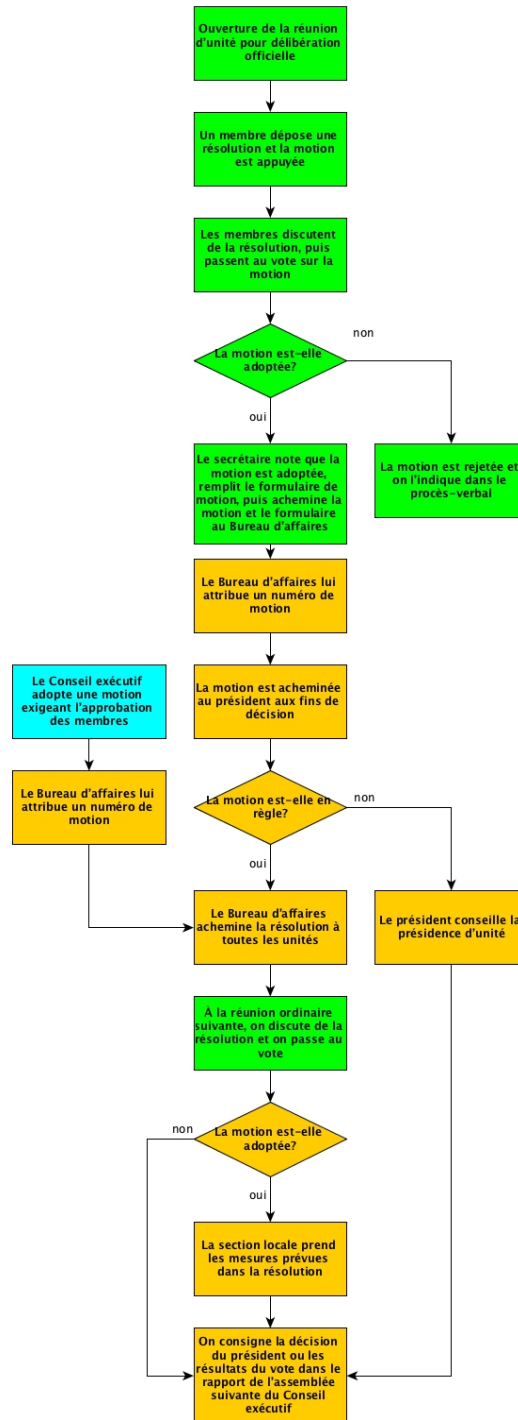 Ouverture de la réunion
d'unité pour délibération
officielle
Un membre dépose une
résolution et la motion
est appuyée
Les membres discutent
de la résolution, puis
passent au vote sur la
motion
La motion est-elle
adoptée?
non
oui
Le secrétaire note que la
motion est adoptée,
remplit le formulaire de
motion, puis achemine la
motion et le formulaire
au Bureau d'affaires
La motion est rejetée et
on l'indique dans le
procès-verbal
Le Bureau d'affaires lui
attribue un numéro de
motion
Le Conseil exécutif
adopte une motion
exigeant l'approbation
des membres
La motion est acheminée
au président aux fins de
décision
Le Bureau d'affaires lui
attribue un numéro de
motion
La motion est-elle en
règle?
non
oui
Le Bureau d'affaires
achemine la résolution à
toutes les unités
Le président conseille la
présidence d'unité
À la réunion ordinaire
suivante, on discute de la
résolution et on passe au
vote
La motion est-elle
adoptée?
non
oui
La section locale prend
les mesures prévues
dans la résolution
On consigne la décision
du président ou les
résultats du vote dans le
rapport de l'assemblée
suivante du Conseil
exécutif